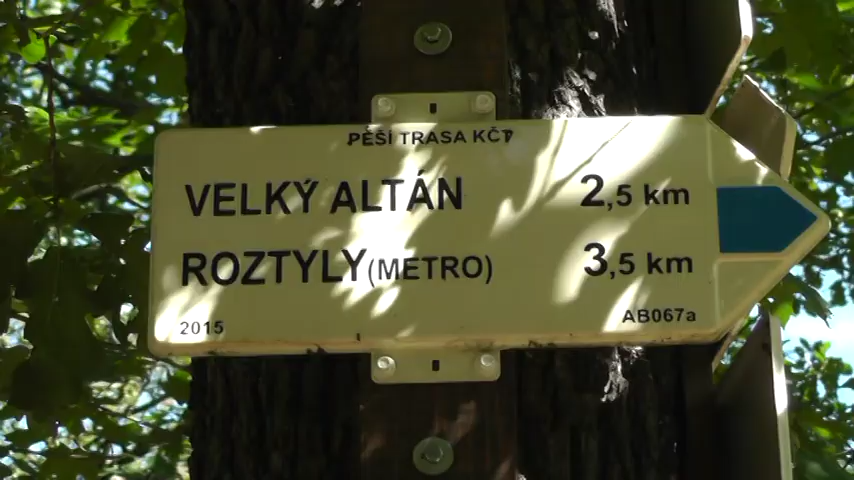 PĚŠÍ TRASA KČT
VELKÝ ALTÁN 2,5 km
ROZTYLY (METRO) 3,5 km
2015 AB067a